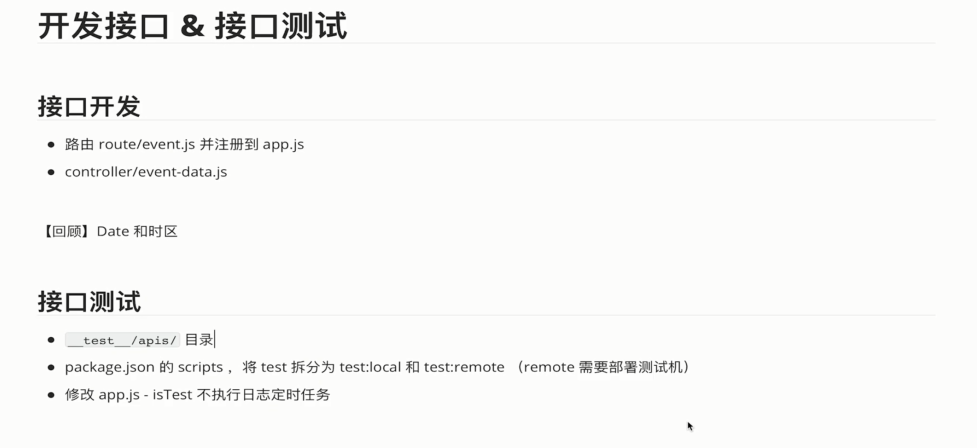 开发接口 & 接口测试
接口开发
路由 route/event.js 并注册到 app.js
controller/event-data.js
【回顾】Date 和时区
接口测试
__test__/apis/ 目录
package.json 的 scripts ，将 test 拆分为 test:local 和 test:remote （remote 需要部署测试机）
修改 app.js - isTest 不执行日志定时任务